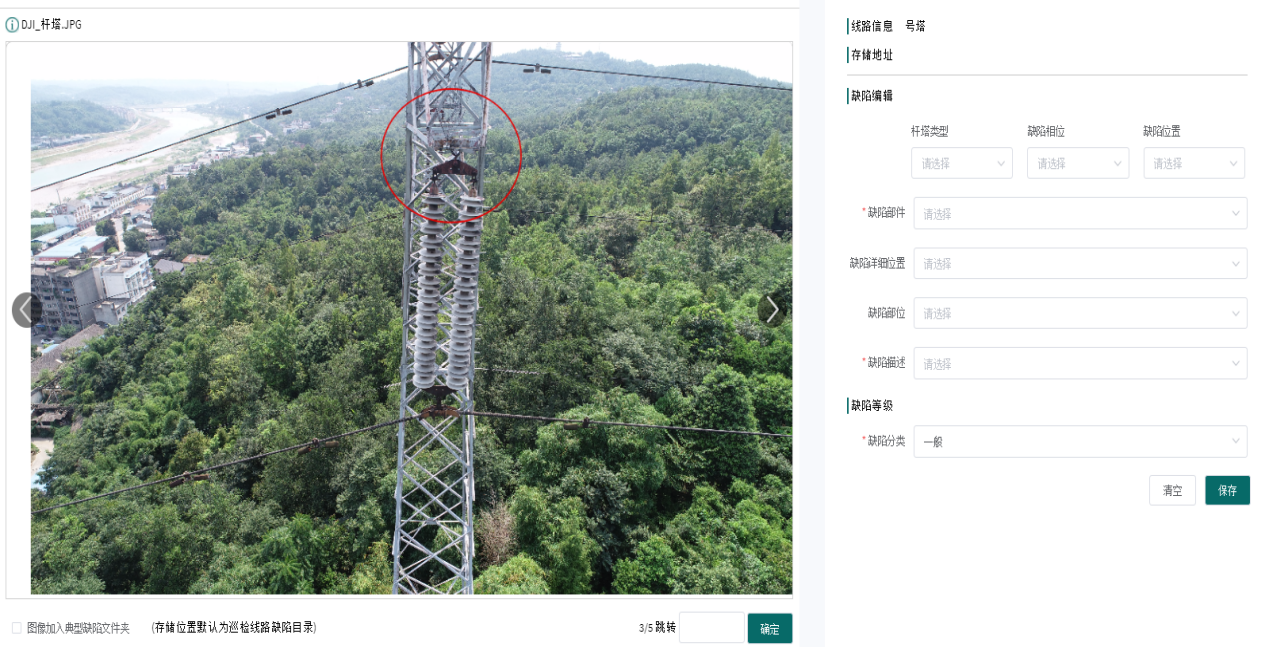 DJI_杆塔.JPG
线路信息 号塔
存储地址
缺陷编辑
杆塔类型 缺陷相位 缺陷位置
请选择 请选择 请选择
* 缺陷部件 请选择
缺陷详细位置 请选择
缺陷部位 请选择
* 缺陷描述 请选择
缺陷等级
* 缺陷分类 一般
清空 保存
图像加入典型缺陷文件夹 (存储位置默认为巡检线路缺陷目录) 3/5 跳转 确定